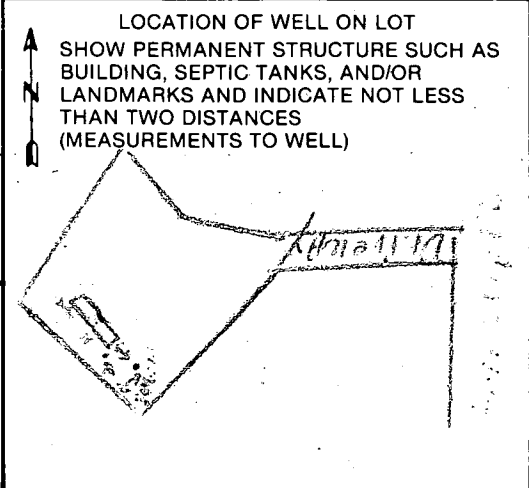 LOCATION OF WELL ON LOT
SHOW PERMANENT STRUCTURE SUCH AS
BUILDING, SEPTIC TANKS, AND/OR
LANDMARKS AND INDICATE NOT LESS
THAN TWO DISTANCES
(MEASUREMENTS TO WELL)
N